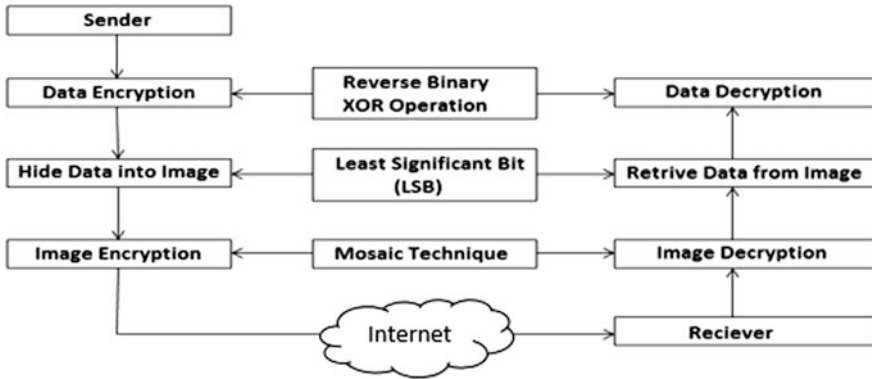 Sender
Data Encryption
Reverse Binary
XOR Operation
Data Decryption
Hide Data into Image
Least Significant Bit
(LSB)
Retrive Data from Image
Image Encryption
Mosaic Technique
Image Decryption
Internet
Reciever